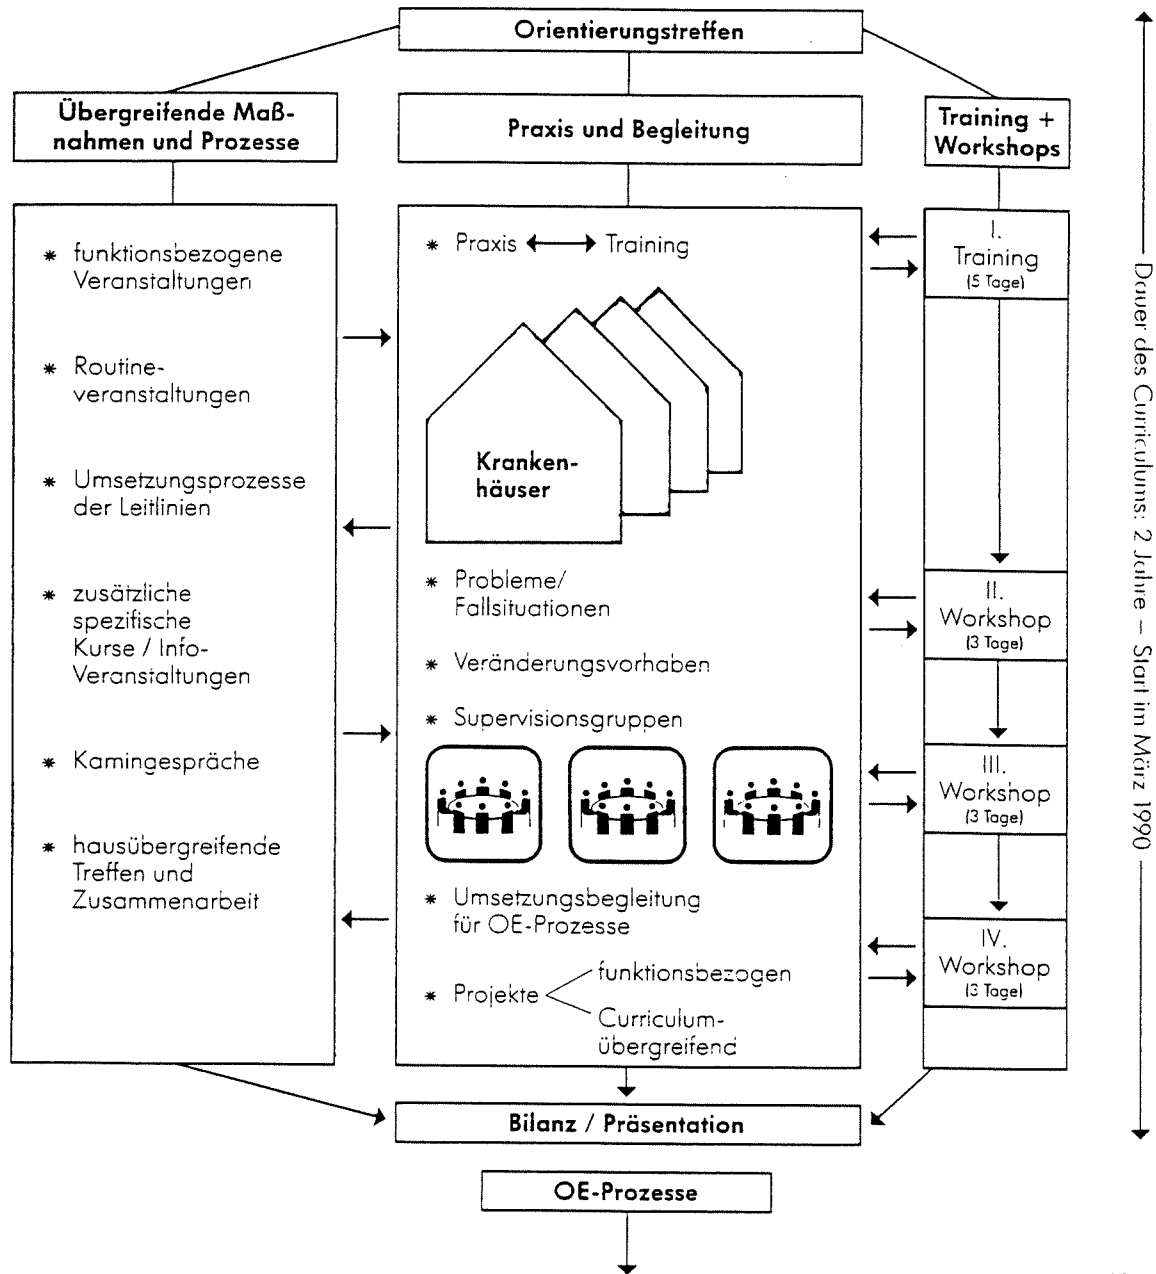 Orientierungstreffen
Übergreifende Maß-
nahmen und Prozesse
Praxis und Begleitung
Training +
Workshops
* funktionsbezogene
Veranstaltungen
* Routine-
veranstaltungen
* Umsetzungsprozesse
der Leitlinien
* zusätzliche
spezifische
Kurse / Info-
Veranstaltungen
* Kamingespräche
* hausübergreifende
Treffen und
Zusammenarbeit
* Praxis ↔ Training
Kranken-
häuser
* Probleme/
Fallsituationen
* Veränderungsvorhaben
* Supervisionsgruppen
* Umsetzungsbegleitung
für OE-Prozesse
* Projekte
funktionsbezogen
Curriculum-
übergreifend
I.
Training
(5 Tage)
II.
Workshop
(3 Tage)
III.
Workshop
(3 Tage)
IV.
Workshop
(3 Tage)
Dauer des Curriculums: 2 Jahre – Start im März 1990
Bilanz / Präsentation
OE-Prozesse